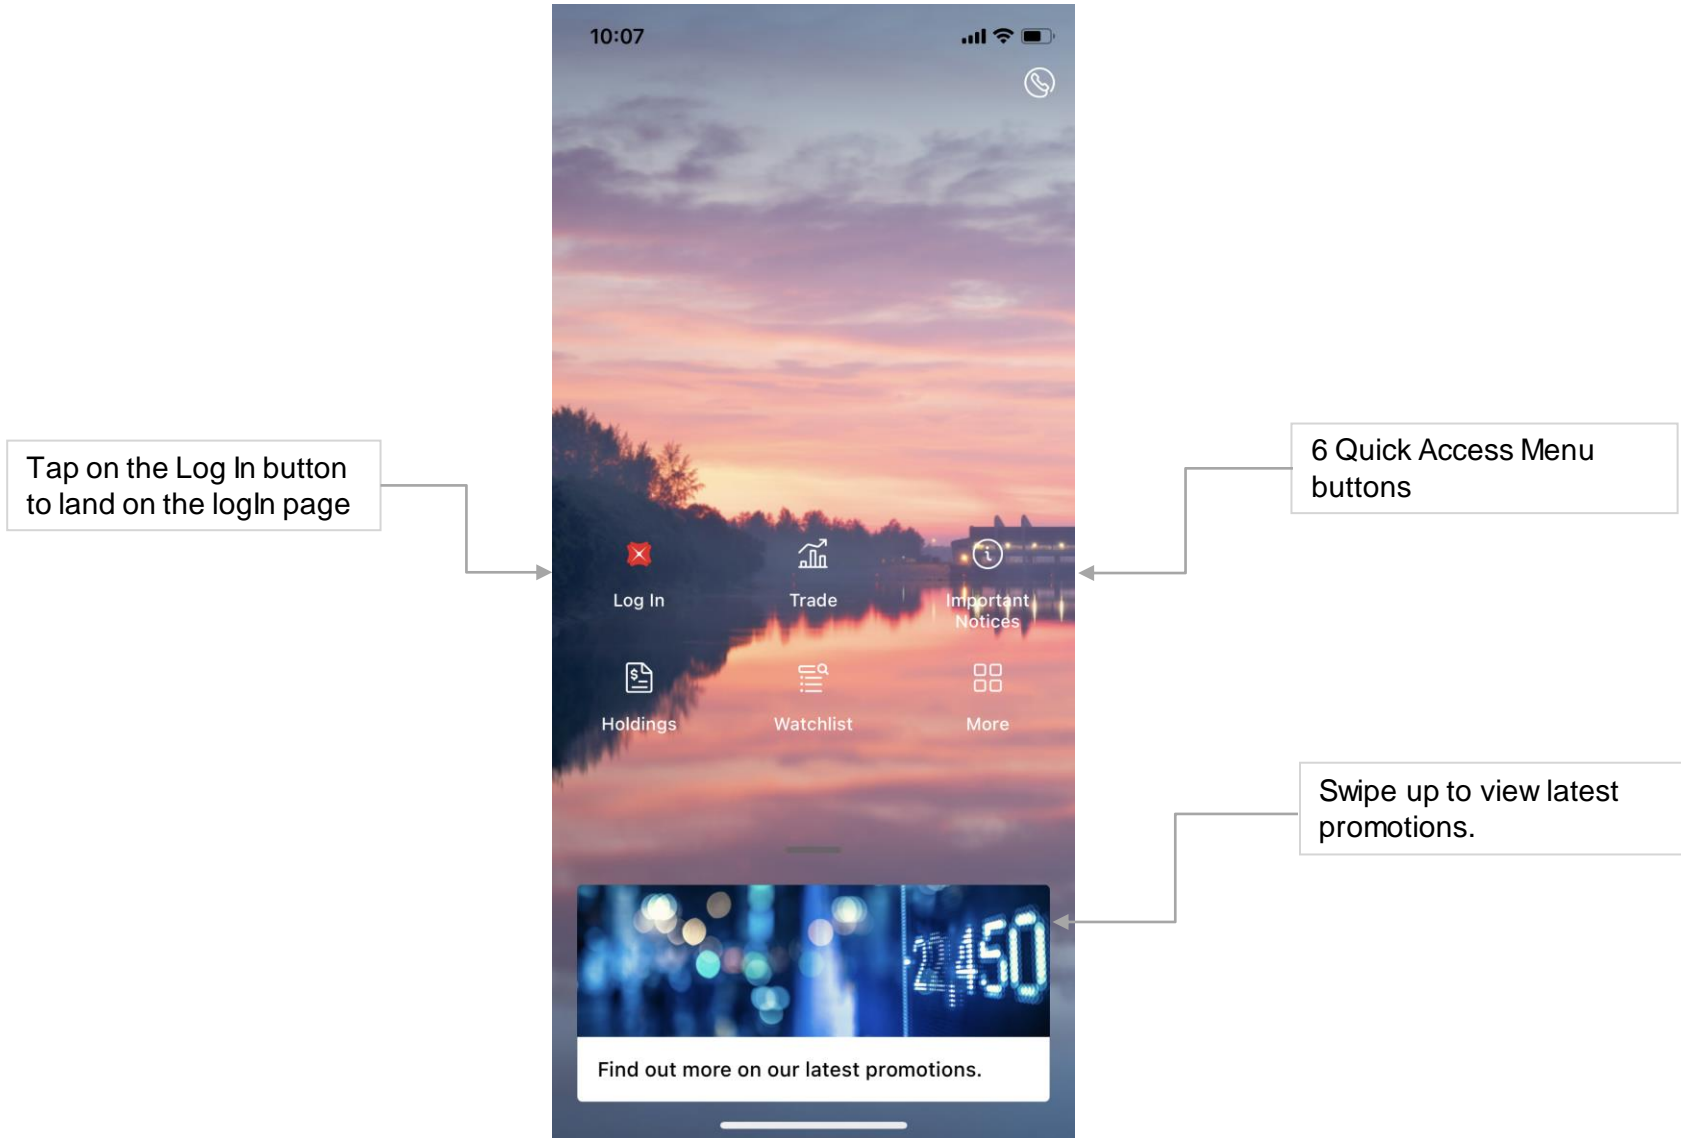 10:07
Tap on the Log In button
to land on the logIn page
6 Quick Access Menu
buttons
Log In
Trade
Important
Notices
Holdings
Watchlist
More
Swipe up to view latest
promotions.
22,450
Find out more on our latest promotions.